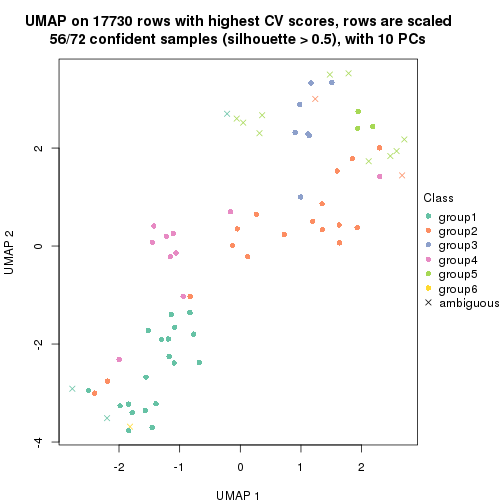 UMAP on 17730 rows with highest CV scores, rows are scaled
56/72 confident samples (silhouette > 0.5), with 10 PCs
UMAP 2
2
0
-2
-4
-2
-1
0
1
2
UMAP 1
Class
group1
group2
group3
group4
group5
group6
ambiguous